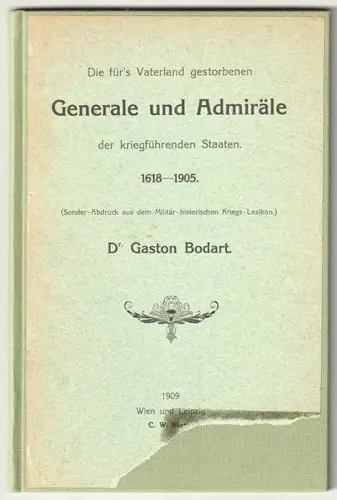 Die für's Vaterland gestorbenen
Generale und Admiräle
der kriegführenden Staaten.
1618—1905.
(Sonder-Abdruck aus dem Militär-historischen Kriegs-Lexikon.)
Dr. Gaston Bodart.
1909
Wien und Leipzig
C. W.